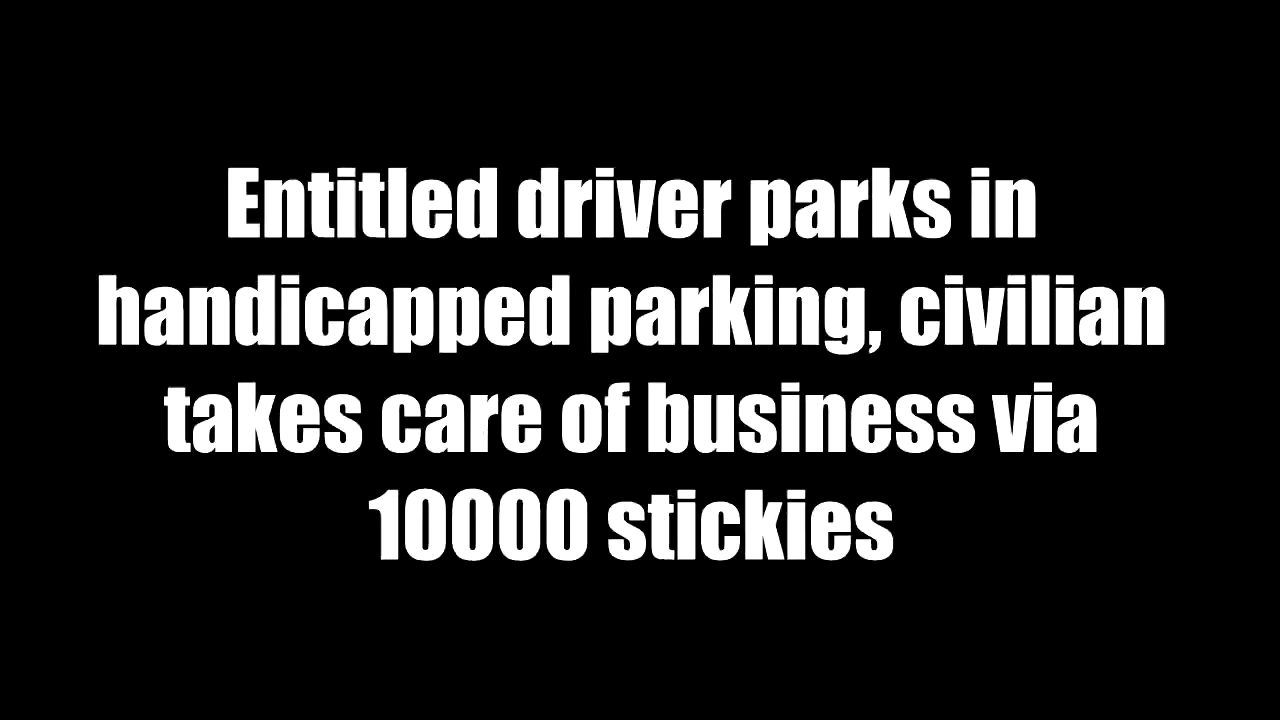 Entitled driver parks in
handicapped parking, civilian
takes care of business via
10000 stickies